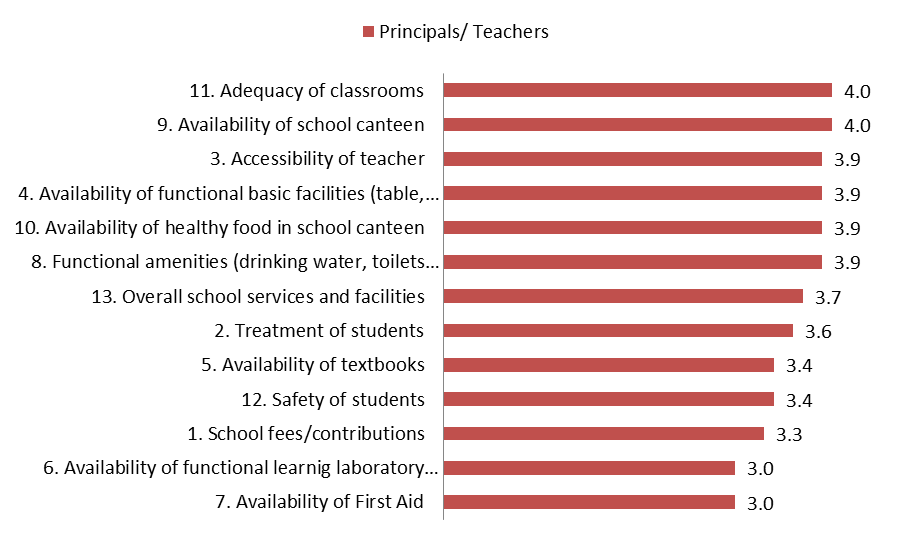 Principals/ Teachers
11. Adequacy of classrooms 4.0
9. Availability of school canteen 4.0
3. Accessibility of teacher 3.9
4. Availability of functional basic facilities (table,... 3.9
10. Availability of healthy food in school canteen 3.9
8. Functional amenities (drinking water, toilets... 3.9
13. Overall school services and facilities 3.7
2. Treatment of students 3.6
5. Availability of textbooks 3.4
12. Safety of students 3.4
1. School fees/contributions 3.3
6. Availability of functional learnig laboratory... 3.0
7. Availability of First Aid 3.0